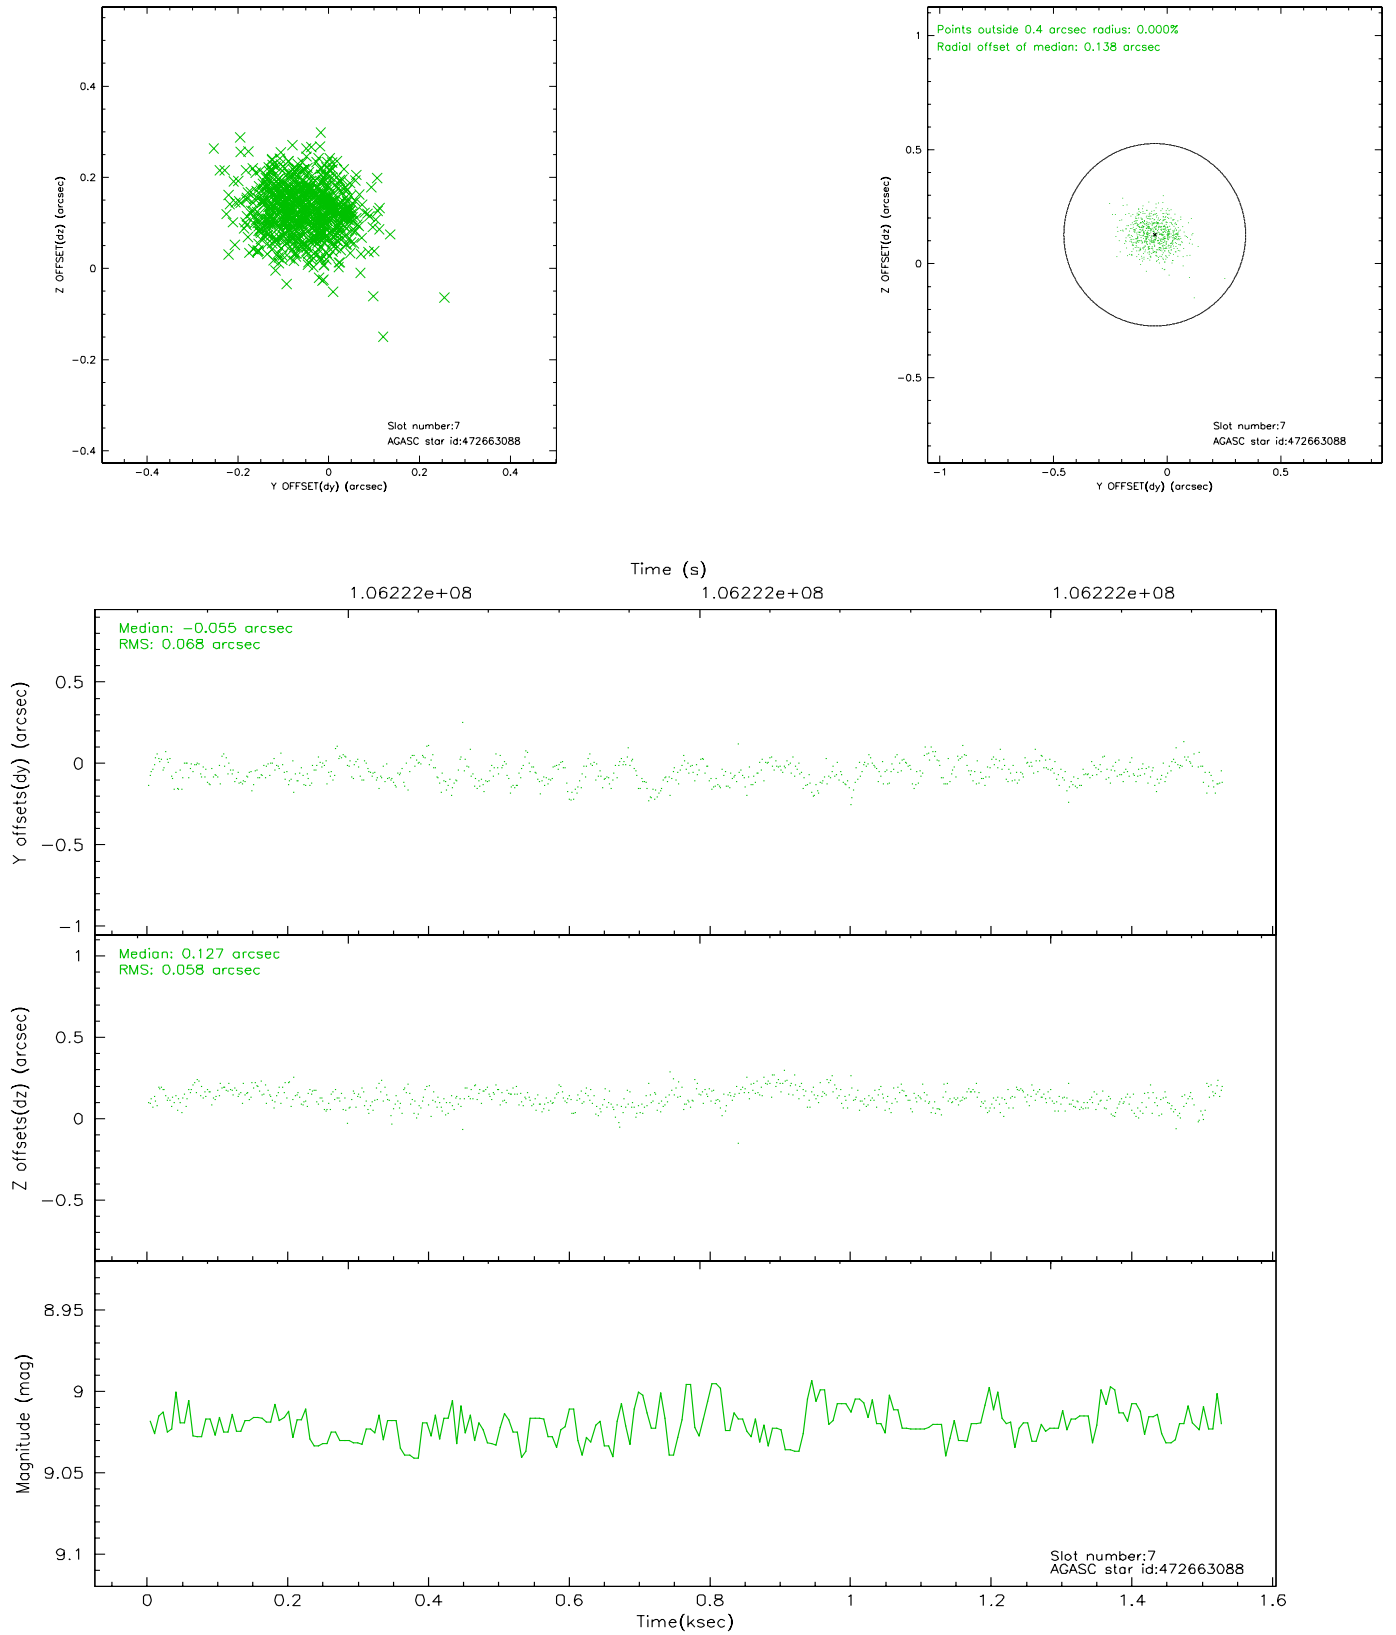 0.4
0.2
0
−0.2
−0.4
Z OFFSET(dz) (arcsec)
Slot number:7
AGASC star id:472663088
−0.4 −0.2 0 0.2 0.4
Y OFFSET(dy) (arcsec)
Points outside 0.4 arcsec radius: 0.000%
Radial offset of median: 0.138 arcsec
1
0.5
0
−0.5
Z OFFSET(dz) (arcsec)
Slot number:7
AGASC star id:472663088
−1 −0.5 0 0.5
Y OFFSET(dy) (arcsec)
Time (s)
1.06222e+08 1.06222e+08 1.06222e+08
Median: −0.055 arcsec
RMS: 0.068 arcsec
0.5
0
−0.5
−1
Y offsets(dy) (arcsec)
Median: 0.127 arcsec
RMS: 0.058 arcsec
1
0.5
0
−0.5
Z offsets(dz) (arcsec)
8.95
9
9.05
9.1
Magnitude (mag)
Slot number:7
AGASC star id:472663088
0 0.2 0.4 0.6 0.8 1 1.2 1.4 1.6
Time(ksec)